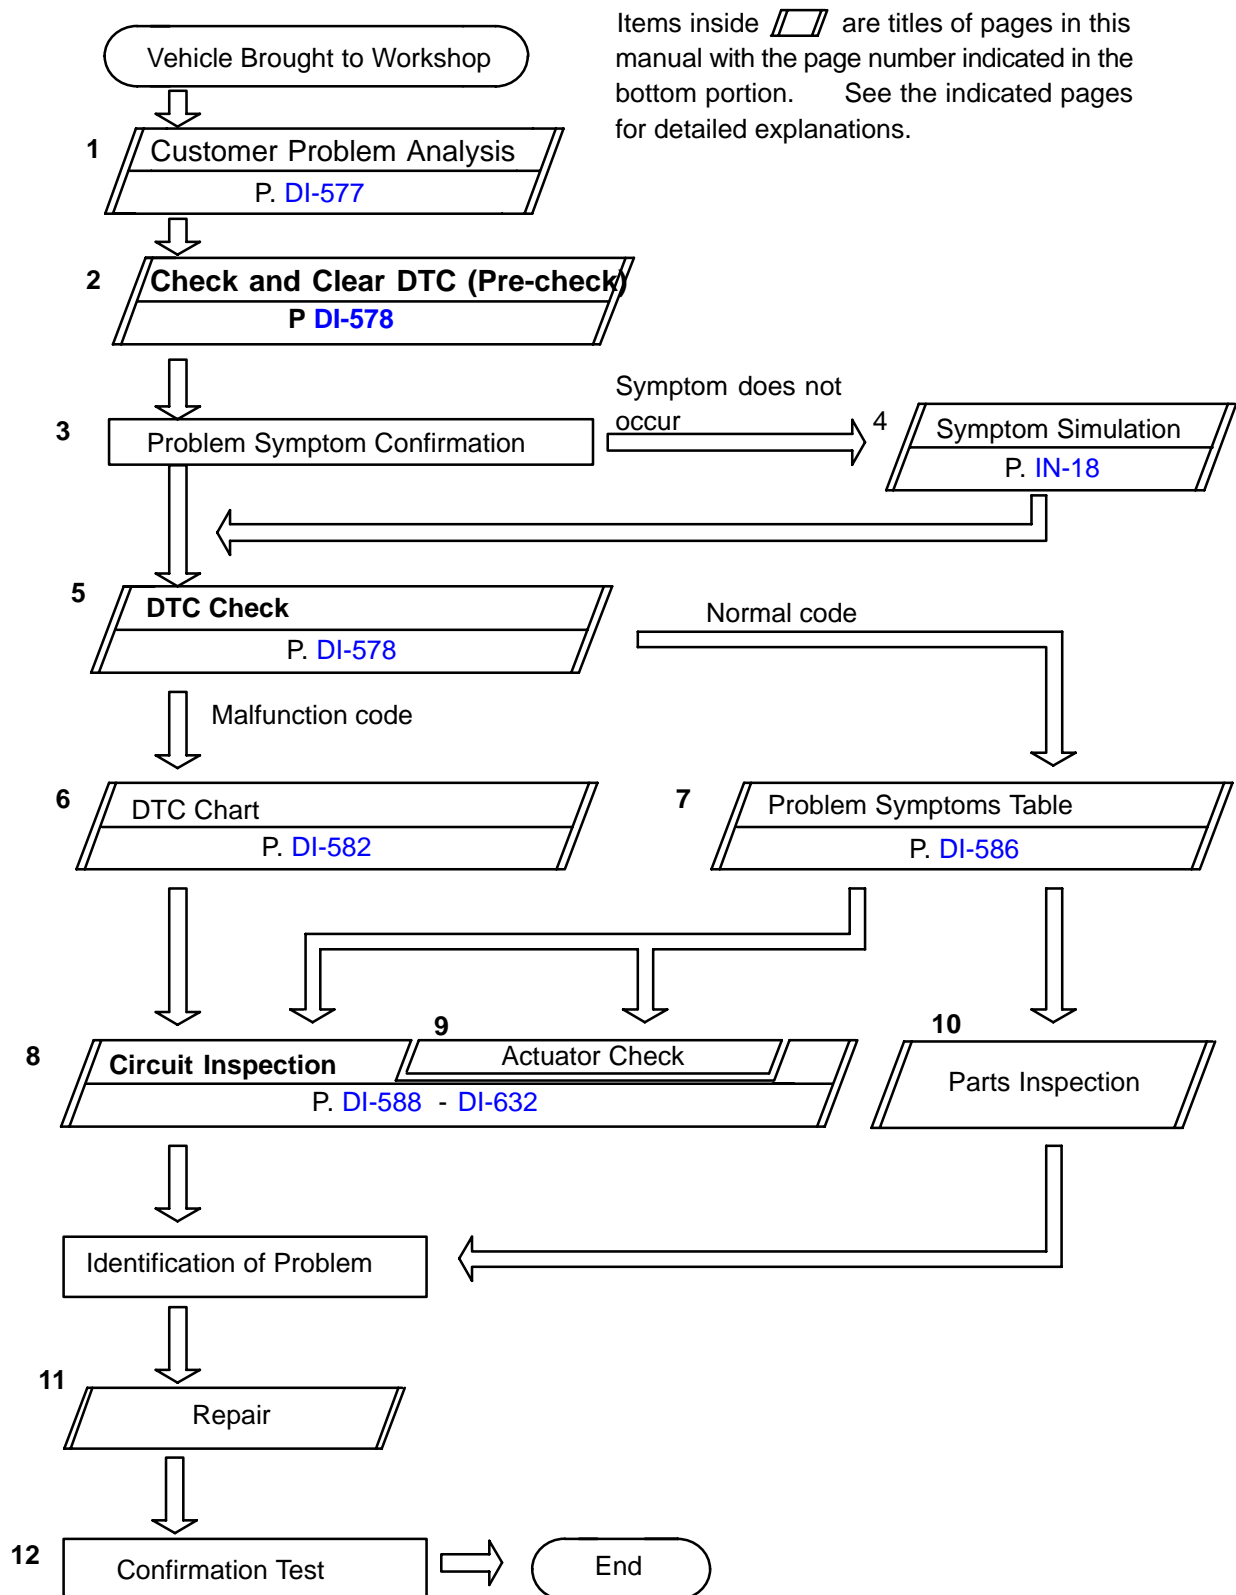 Items inside are titles of pages in this
manual with the page number indicated in the
bottom portion. See the indicated pages
for detailed explanations.
Vehicle Brought to Workshop
1
Customer Problem Analysis
P. DI-577
2
Check and Clear DTC (Pre-check)
P DI-578
3
Problem Symptom Confirmation
Symptom does not
occur
4
Symptom Simulation
P. IN-18
5
DTC Check
P. DI-578
Normal code
Malfunction code
6
DTC Chart
P. DI-582
7
Problem Symptoms Table
P. DI-586
8
Circuit Inspection
9
Actuator Check
P. DI-588 - DI-632
10
Parts Inspection
Identification of Problem
11
Repair
12
Confirmation Test
End